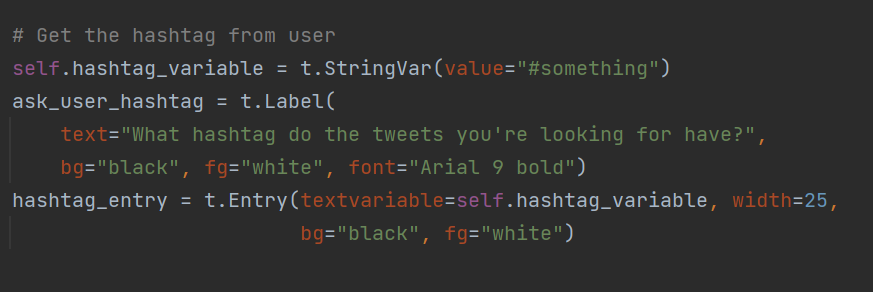 # Get the hashtag from user
self.hashtag_variable = t.StringVar(value="#something")
ask_user_hashtag = t.Label(
    text="What hashtag do the tweets you're looking for have?",
    bg="black", fg="white", font="Arial 9 bold")
hashtag_entry = t.Entry(textvariable=self.hashtag_variable, width=25,
                        bg="black", fg="white")